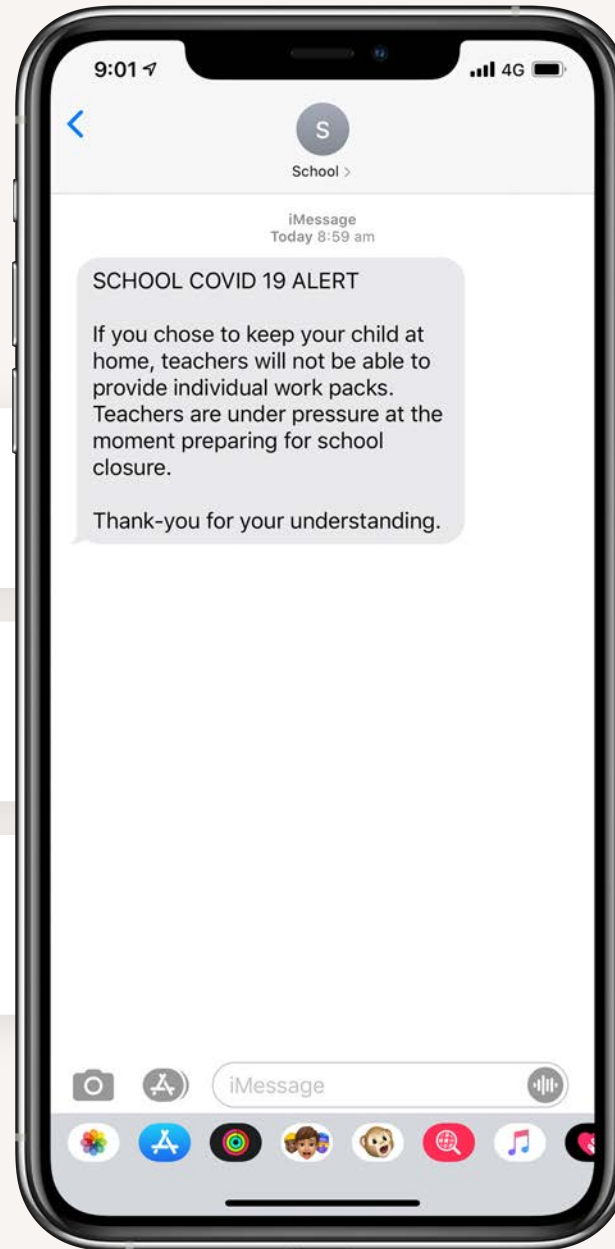 9:01
4G
S
School >
iMessage
Today 8:59 am
SCHOOL COVID 19 ALERT
If you chose to keep your child at
home, teachers will not be able to
provide individual work packs.
Teachers are under pressure at the
moment preparing for school
closure.
Thank-you for your understanding.
iMessage